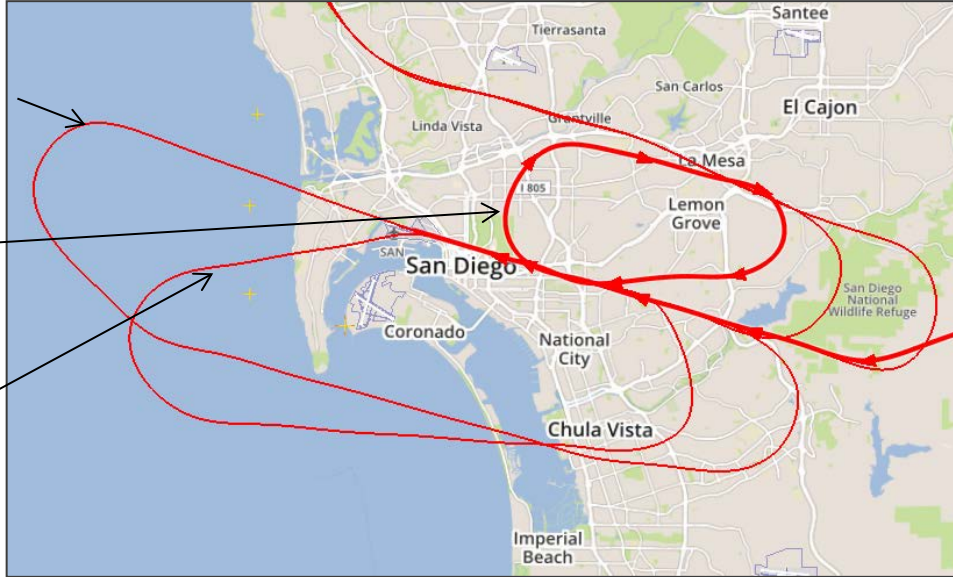 Santee
Tierrasanta
San Carlos
El Cajon
Linda Vista
Grantville
La Mesa
I 805
Lemon
Grove
SAN
San Diego
San Diego
National
Wildlife Refuge
Coronado
National
City
Chula Vista
Imperial
Beach